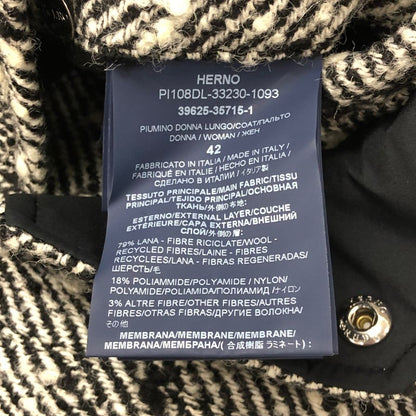 HERNO
PI108DL-33230-1093
39625-35715-1
PIUMINO DONNA LUNGO/COAT/ПАЛЬТО
DONNA / WOMAN / ЖЕН
42
FABBRICATO IN ITALIA / MADE IN ITALY /
FABRIQUÉ EN ITALIE / HECHO EN ITALIA /
СДЕЛАНО В ИТАЛИИ / イタリア製
TESSUTO PRINCIPALE/MAIN FABRIC/TISSU
PRINCIPAL/TEJIDO PRINCIPAL/ОСНОВНАЯ
ТКАНЬ/外側の布地:
ESTERNO/EXTERNAL LAYER/COUCHE
EXTERIEURE/CAPA EXTERNA/ВНЕШНИЙ
СЛОЙ/外側の層:
79% LANA - FIBRE RICICLATE/WOOL -
RECYCLED FIBRES/LAINE - FIBRES
RECYCLÉES/LANA - FIBRAS REGENERADAS/
ШЕРСТЬ/毛
18% POLIAMMIDE/POLYAMIDE / NYLON/
POLYAMIDE/POLIAMIDA/ПОЛИАМИД /ナイロン
3% ALTRE FIBRE/OTHER FIBRES/AUTRES
FIBRES/OTRAS FIBRAS/ДРУГИЕ ВОЛОКНА/
その他
MEMBRANA/MEMBRANE/MEMBRANE/
MEMBRANA/МЕМБРАНА/(合成樹脂 ラミネート):